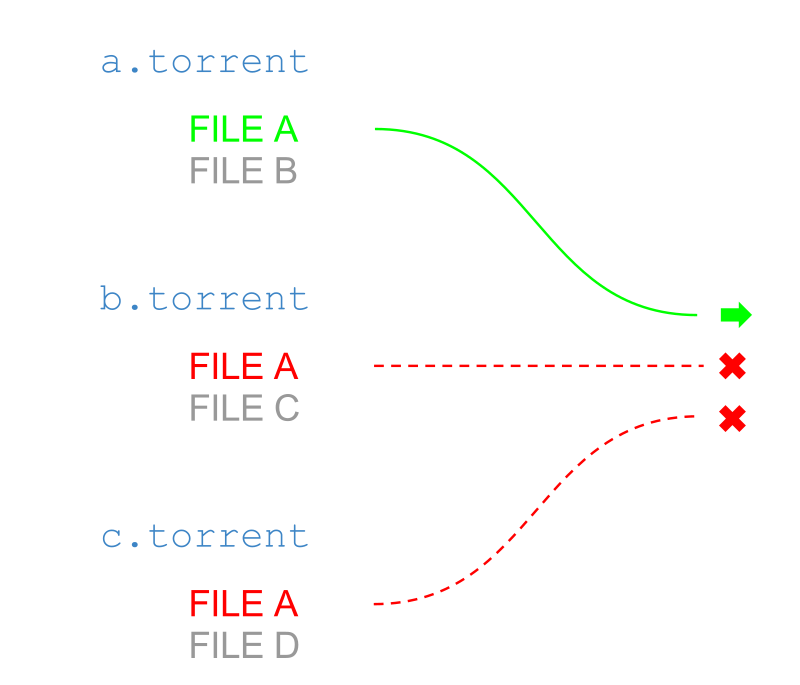 a.torrent
FILE A
FILE B
b.torrent
FILE A
FILE C
c.torrent
FILE A
FILE D